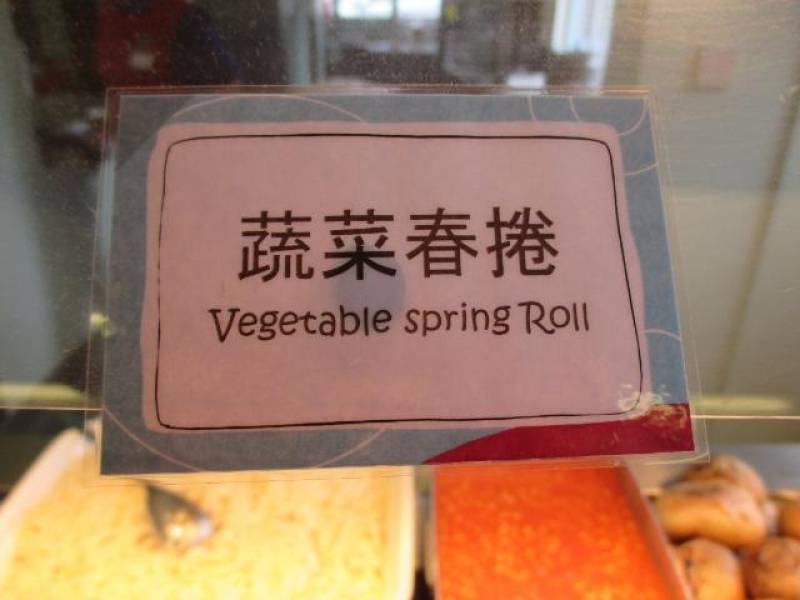 蔬菜春捲
Vegetable spring Roll